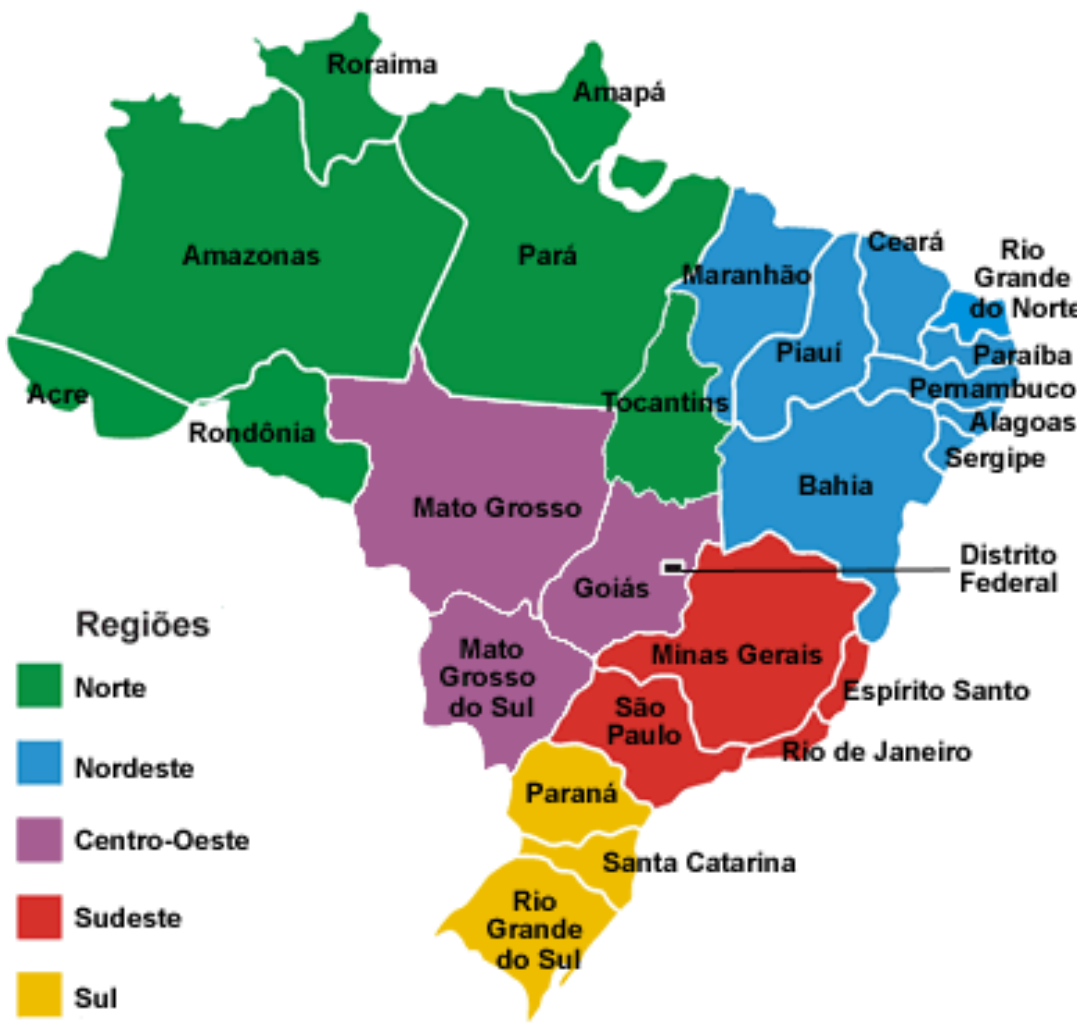 Roraima
Amapá
Amazonas
Pará
Maranhão
Ceará
Rio
Grande
do Norte
Piauí
Paraíba
Acre
Tocantins
Pernambuco
Alagoas
Rondônia
Sergipe
Bahia
Mato Grosso
Distrito
Federal
Goiás
Mato
Grosso
do Sul
Minas Gerais
Espírito Santo
São
Paulo
Rio de Janeiro
Paraná
Santa Catarina
Rio
Grande
do Sul
Regiões
Norte
Nordeste
Centro-Oeste
Sudeste
Sul